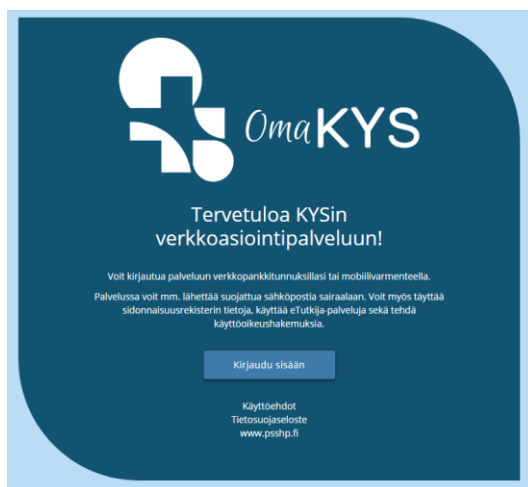 OmaKYS
Tervetuloa KYSin
verkkoasiointipalveluun!
Voit kirjautua palveluun verkkopankkitunnuksillasi tai mobiilivarmenteella.
Palvelussa voit mm. lähettää suojattua sähköpostia sairaalaan. Voit myös täyttää
sidonnaisuusrekisterin tietoja, käyttää eTutkija-palveluja sekä tehdä
käyttöoikeushakemuksia.
Kirjaudu sisään
Käyttöehdot
Tietosuojaseloste
www.psshp.fi